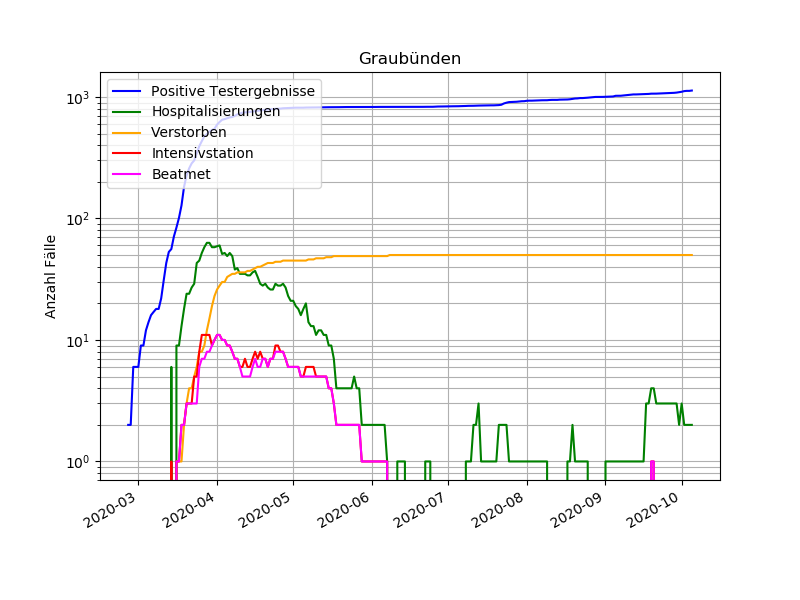 Graubünden
Positive Testergebnisse
Hospitalisierungen
Verstorben
Intensivstation
Beatmet
Anzahl Fälle
10³
10²
10¹
10⁰
2020-03
2020-04
2020-05
2020-06
2020-07
2020-08
2020-09
2020-10